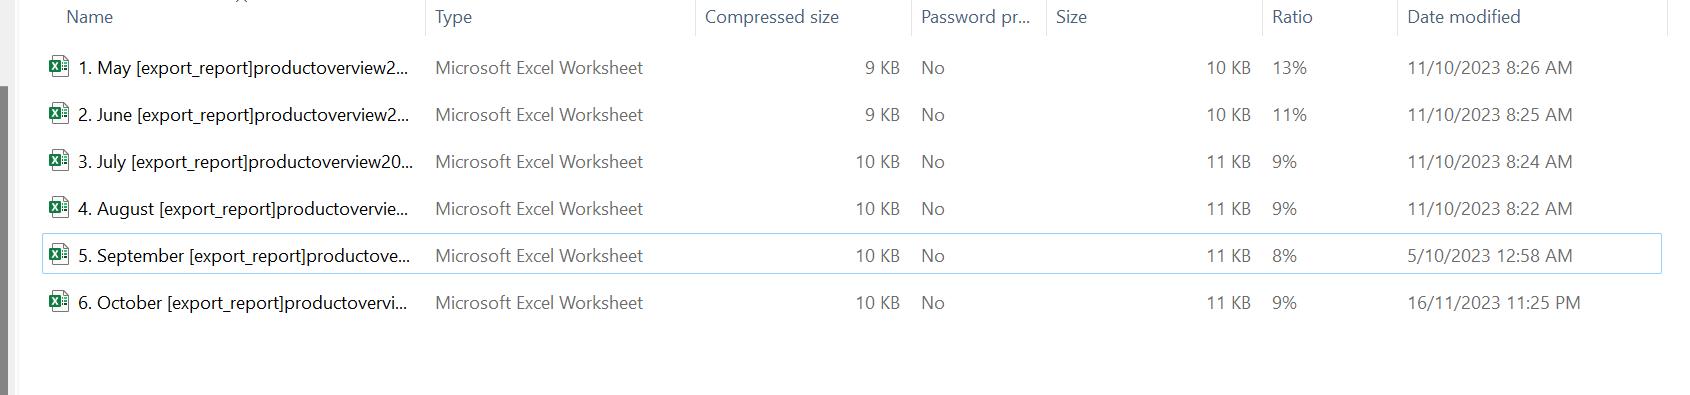 Name Type Compressed size Password pr... Size Ratio Date modified
1. May [export_report]productoverview2... Microsoft Excel Worksheet 9 KB No 10 KB 13% 11/10/2023 8:26 AM
2. June [export_report]productoverview2... Microsoft Excel Worksheet 9 KB No 10 KB 11% 11/10/2023 8:25 AM
3. July [export_report]productoverview20... Microsoft Excel Worksheet 10 KB No 11 KB 9% 11/10/2023 8:24 AM
4. August [export_report]productovervie... Microsoft Excel Worksheet 10 KB No 11 KB 9% 11/10/2023 8:22 AM
5. September [export_report]productove... Microsoft Excel Worksheet 10 KB No 11 KB 8% 5/10/2023 12:58 AM
6. October [export_report]productovervi... Microsoft Excel Worksheet 10 KB No 11 KB 9% 16/11/2023 11:25 PM